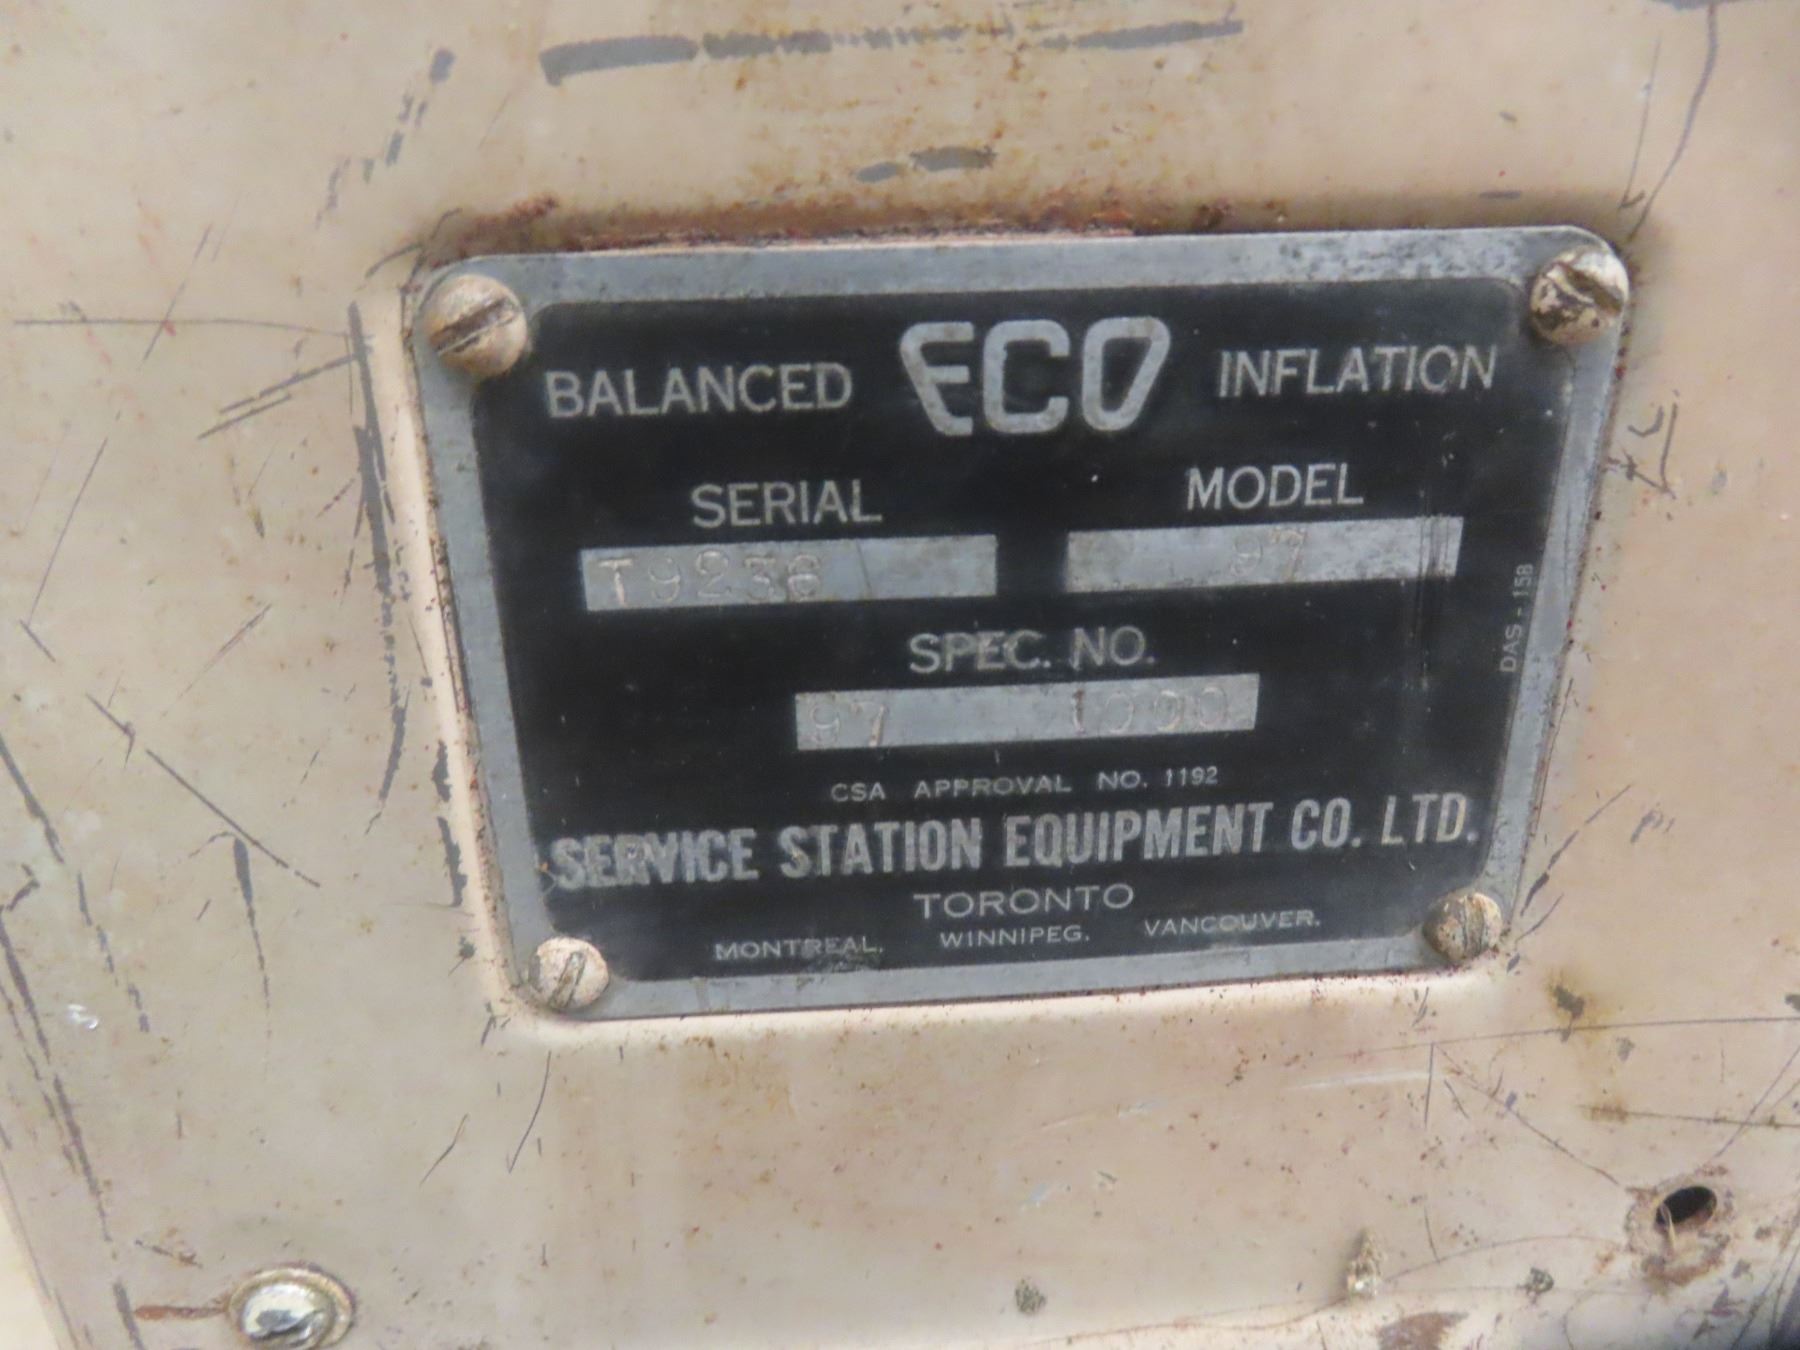 BALANCED ECO INFLATION
SERIAL MODEL
T9236 97
SPEC. NO.
97 1000
CSA APPROVAL NO. 1192
SERVICE STATION EQUIPMENT CO. LTD.
TORONTO
MONTREAL. WINNIPEG. VANCOUVER.
DAS-158